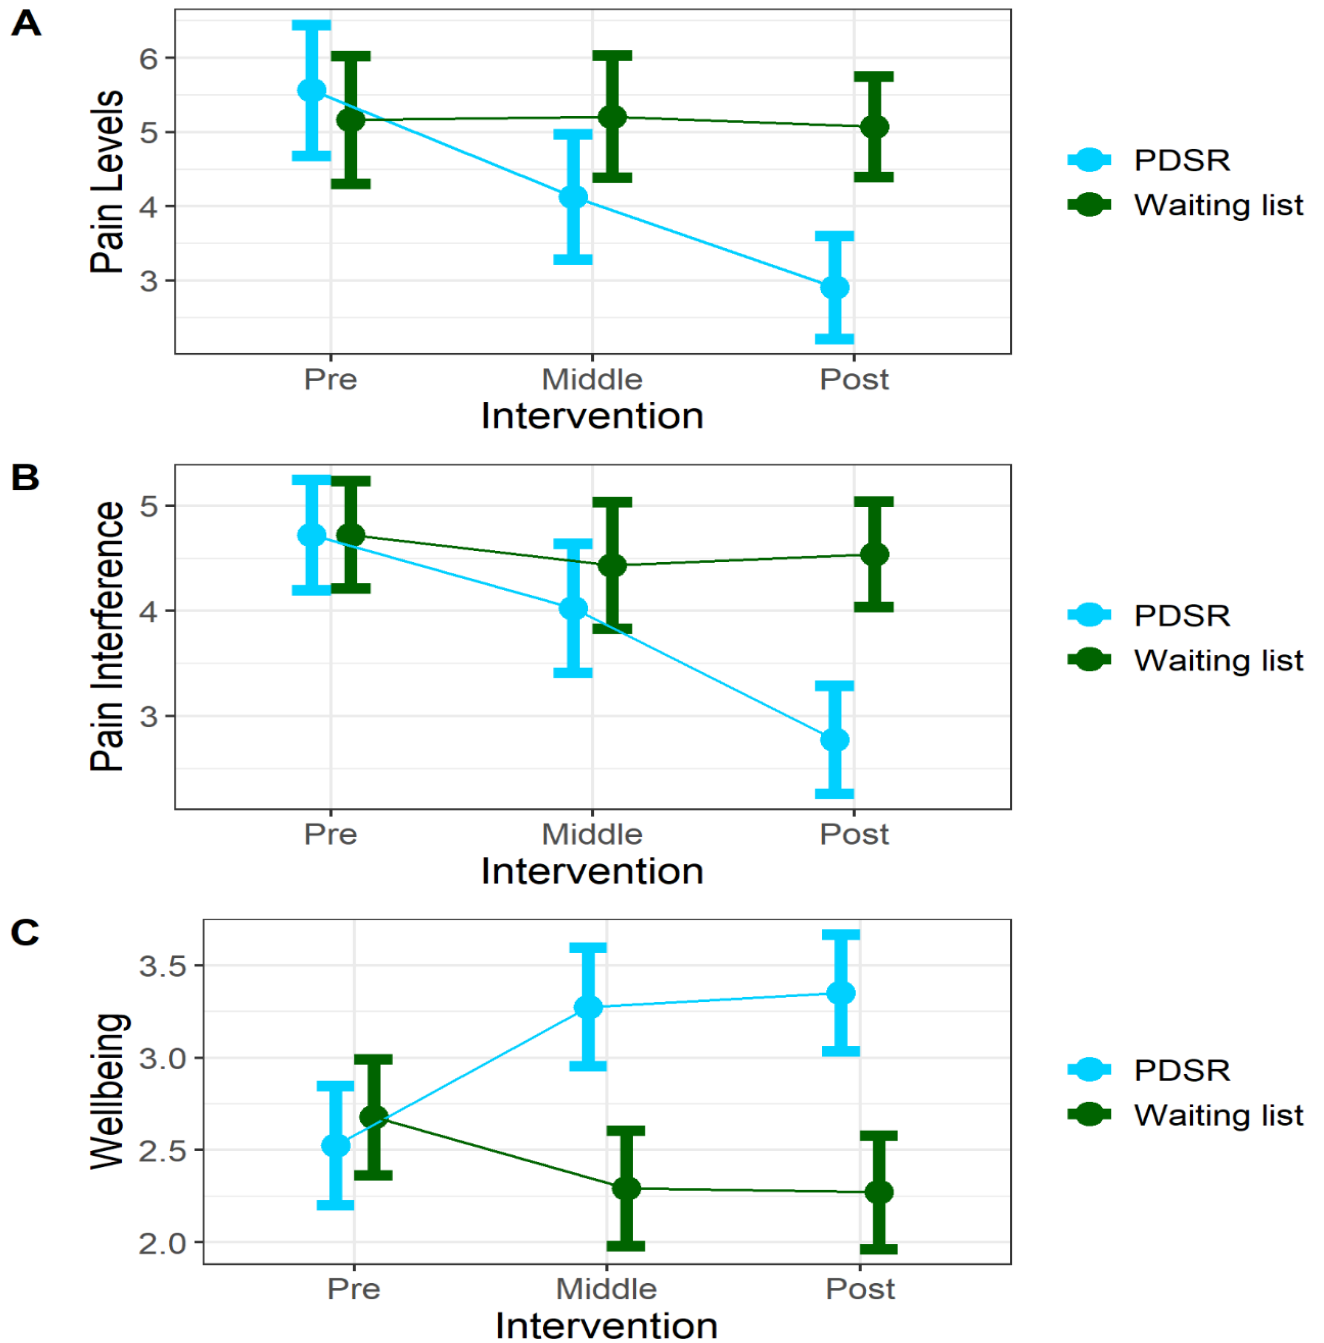 A
Pain Levels
6
5
4
3
Pre Middle Post
Intervention
PDSR
Waiting list
B
Pain Interference
5
4
3
Pre Middle Post
Intervention
PDSR
Waiting list
C
Wellbeing
3.5
3.0
2.5
2.0
Pre Middle Post
Intervention
PDSR
Waiting list